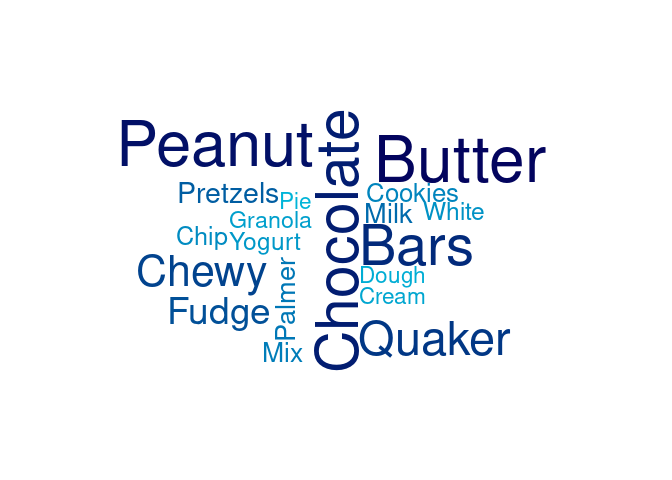 Peanut
Butter
Chocolate
Pretzels
Pie
Cookies
Granola
Milk
White
Chip
Yogurt
Bars
Chewy
Palmer
Dough
Cream
Fudge
Quaker
Mix